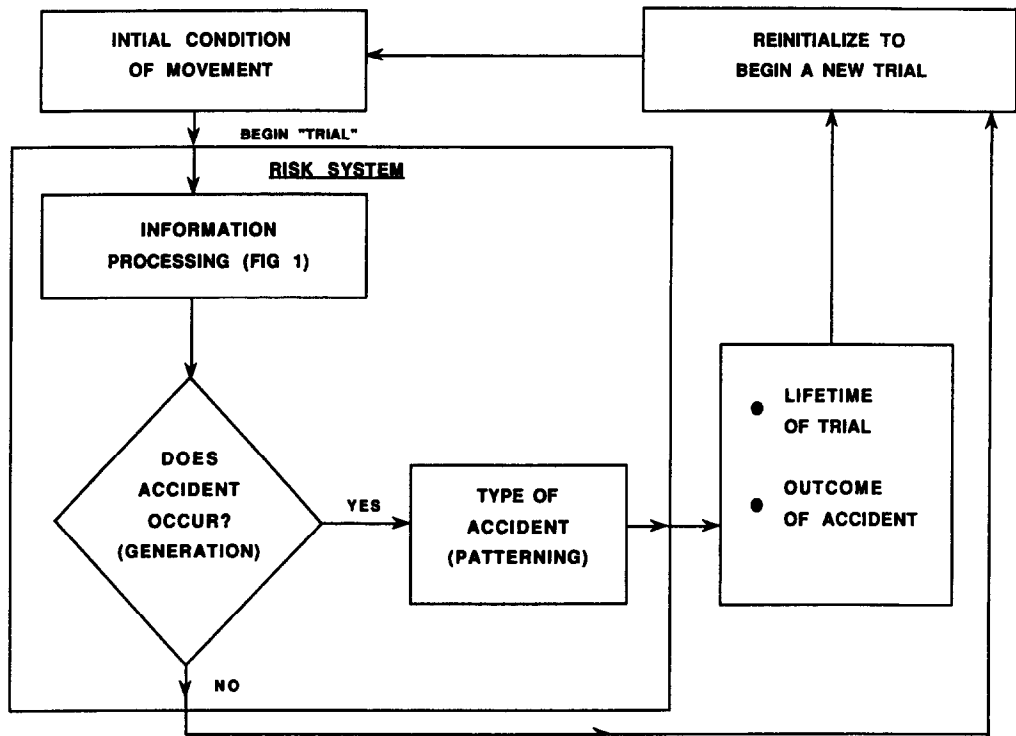 INTIAL CONDITION
OF MOVEMENT
REINITIALIZE TO
BEGIN A NEW TRIAL
BEGIN "TRIAL"
RISK SYSTEM
INFORMATION
PROCESSING (FIG 1)
DOES
ACCIDENT
OCCUR?
(GENERATION)
YES
TYPE OF
ACCIDENT
(PATTERNING)
● LIFETIME
OF TRIAL
● OUTCOME
OF ACCIDENT
NO